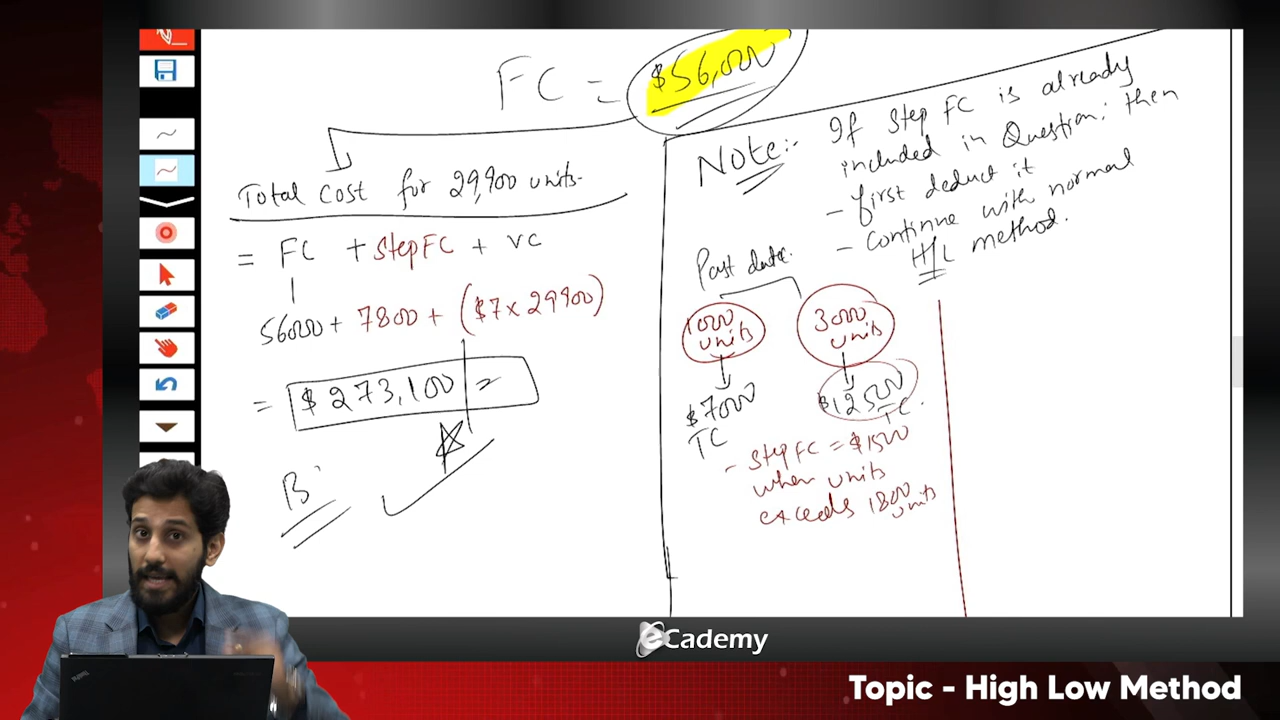 FC = $56,000
Total Cost for 29,900 units-
= FC + Step FC + VC
56000 + 7800 + ($7 x 29900)
= $273,100 =
B
Note:- If Step FC is already
included in Question; then
- first deduct it
- Continue with normal
H/L method.
Past data.
1000 units
3000 units
$7000
TC
$12500
TC.
- Step FC = $1500
when units
exceeds 1800 units
eCademy
Topic - High Low Method